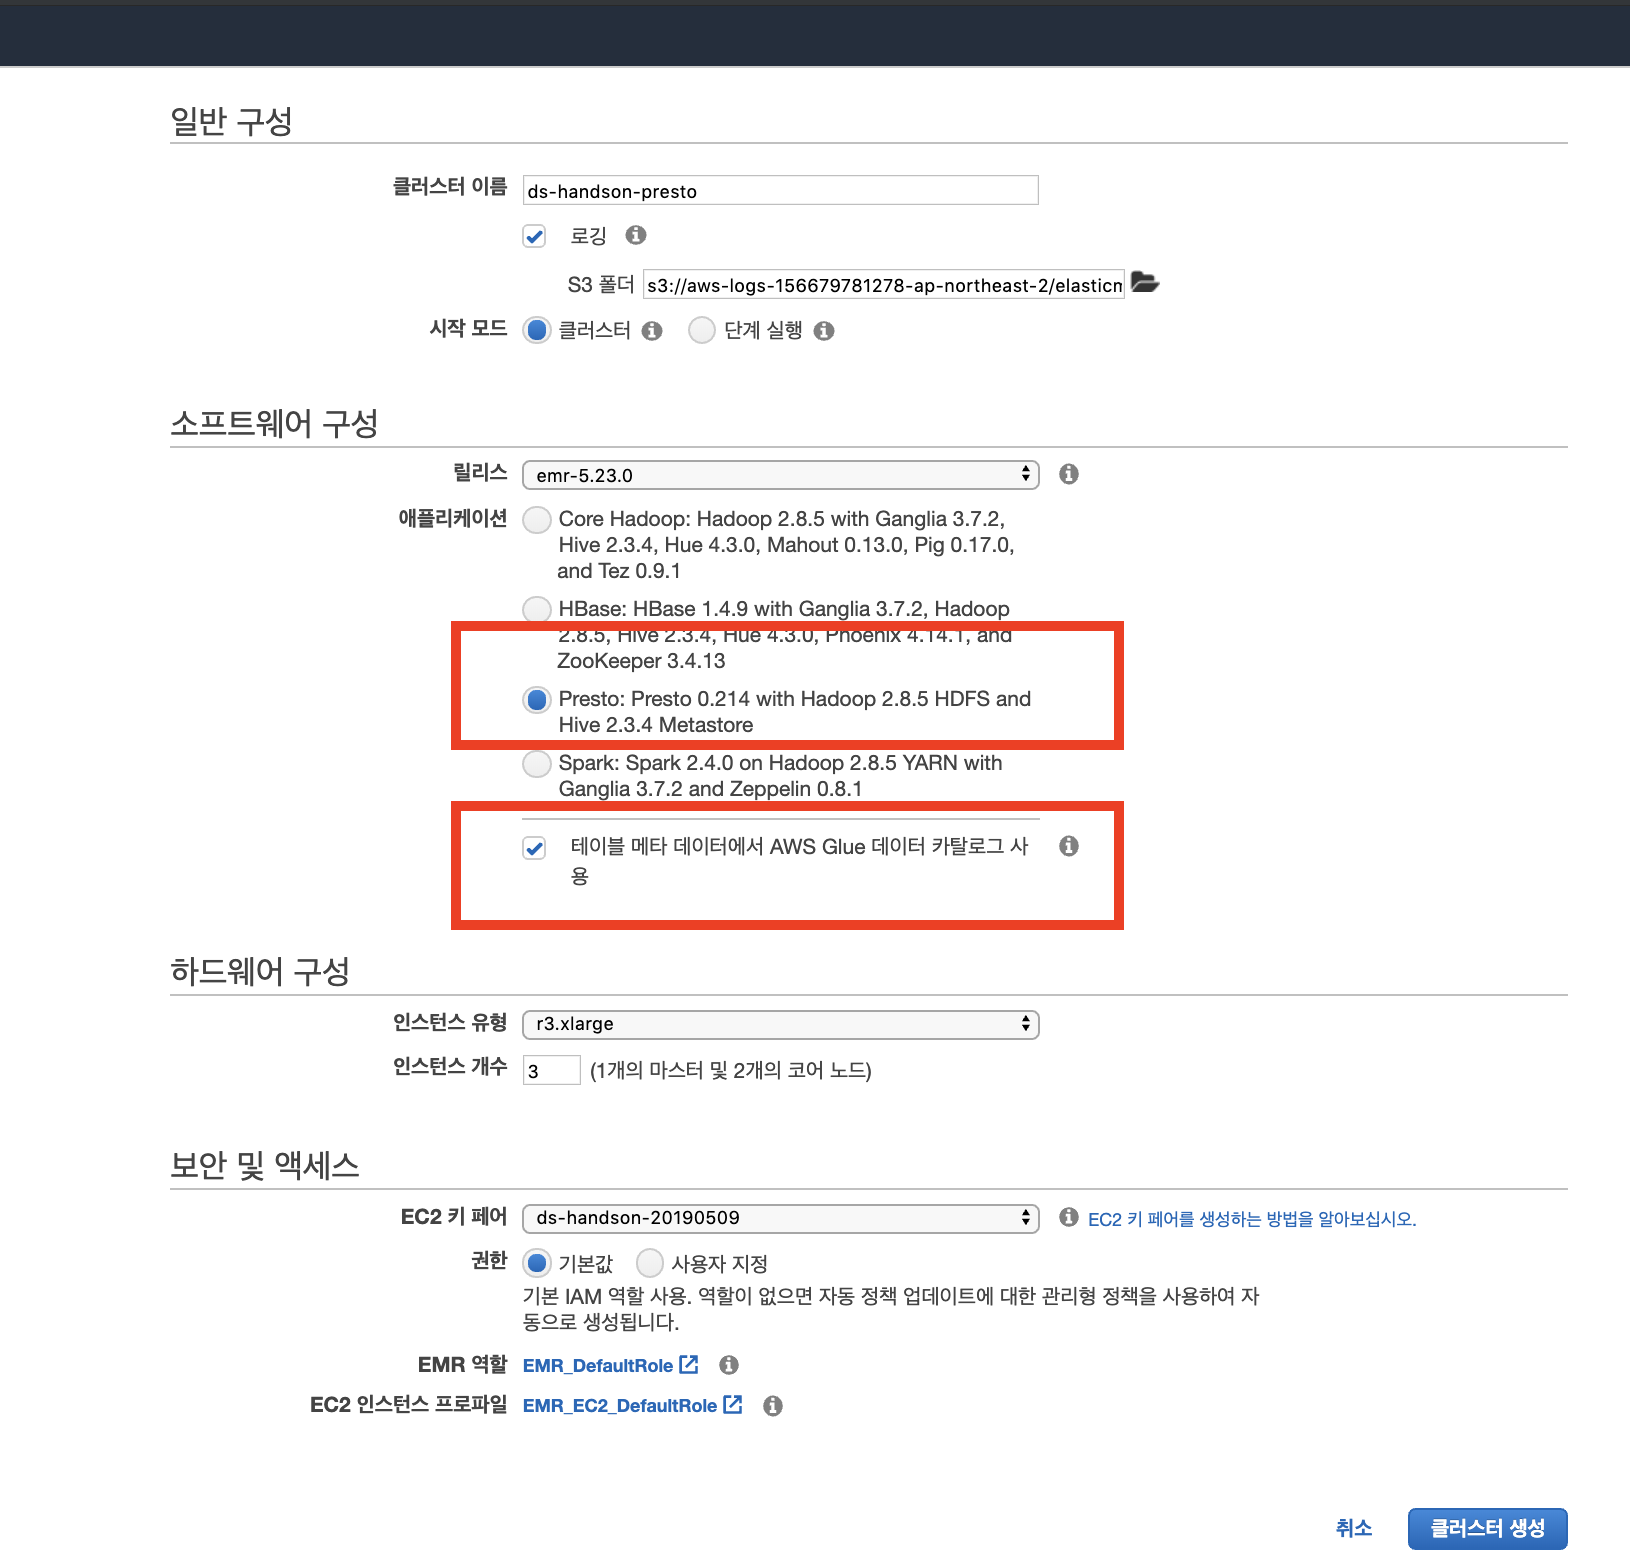 일반 구성
클러스터 이름 ds-handson-presto
로깅
S3 폴더 s3://aws-logs-156679781278-ap-northeast-2/elasticm
시작 모드 클러스터 단계 실행
소프트웨어 구성
릴리스 emr-5.23.0
애플리케이션 Core Hadoop: Hadoop 2.8.5 with Ganglia 3.7.2,
Hive 2.3.4, Hue 4.3.0, Mahout 0.13.0, Pig 0.17.0,
and Tez 0.9.1
HBase: HBase 1.4.9 with Ganglia 3.7.2, Hadoop
2.8.5, Hive 2.3.4, Hue 4.3.0, Phoenix 4.14.1, and
ZooKeeper 3.4.13
Presto: Presto 0.214 with Hadoop 2.8.5 HDFS and
Hive 2.3.4 Metastore
Spark: Spark 2.4.0 on Hadoop 2.8.5 YARN with
Ganglia 3.7.2 and Zeppelin 0.8.1
테이블 메타 데이터에서 AWS Glue 데이터 카탈로그 사
용
하드웨어 구성
인스턴스 유형 r3.xlarge
인스턴스 개수 3 (1개의 마스터 및 2개의 코어 노드)
보안 및 액세스
EC2 키 페어 ds-handson-20190509 EC2 키 페어를 생성하는 방법을 알아보십시오.
권한 기본값 사용자 지정
기본 IAM 역할 사용. 역할이 없으면 자동 정책 업데이트에 대한 관리형 정책을 사용하여 자
동으로 생성됩니다.
EMR 역할 EMR_DefaultRole
EC2 인스턴스 프로파일 EMR_EC2_DefaultRole
취소 클러스터 생성